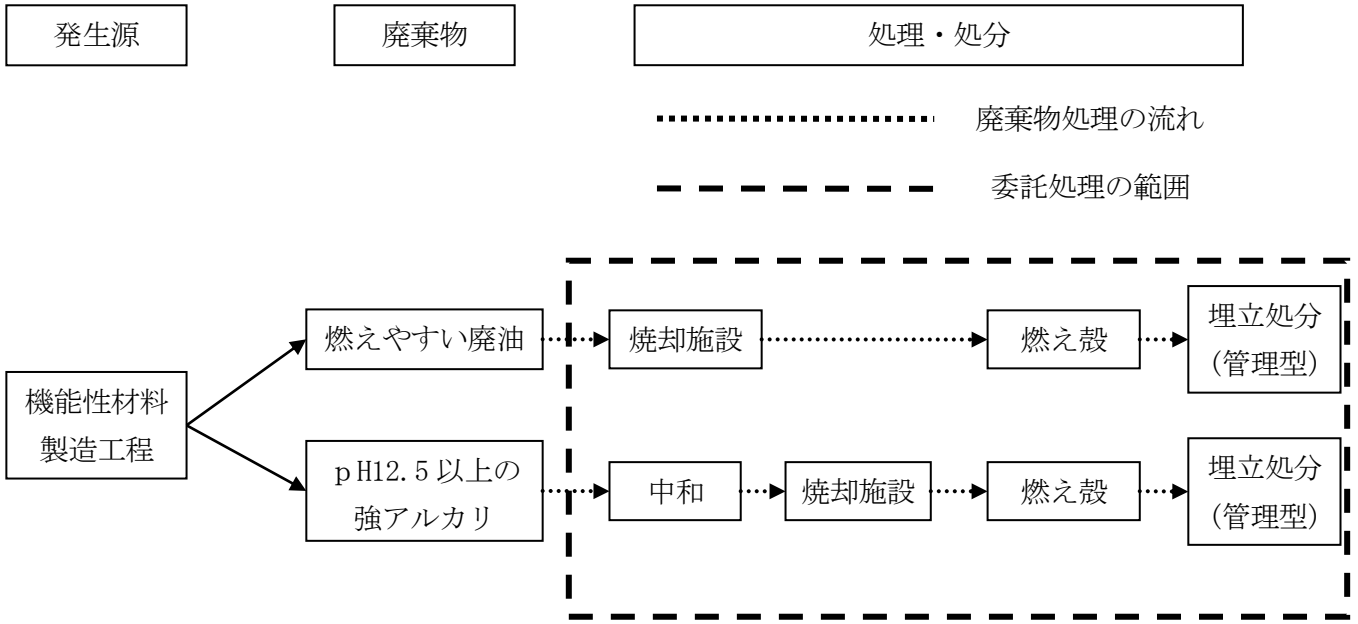 発生源
廃棄物
処理・処分
廃棄物処理の流れ
委託処理の範囲
機能性材料
製造工程
燃えやすい廃油
焼却施設
燃え殻
埋立処分
(管理型)
pH12.5以上の
強アルカリ
中和
焼却施設
燃え殻
埋立処分
(管理型)